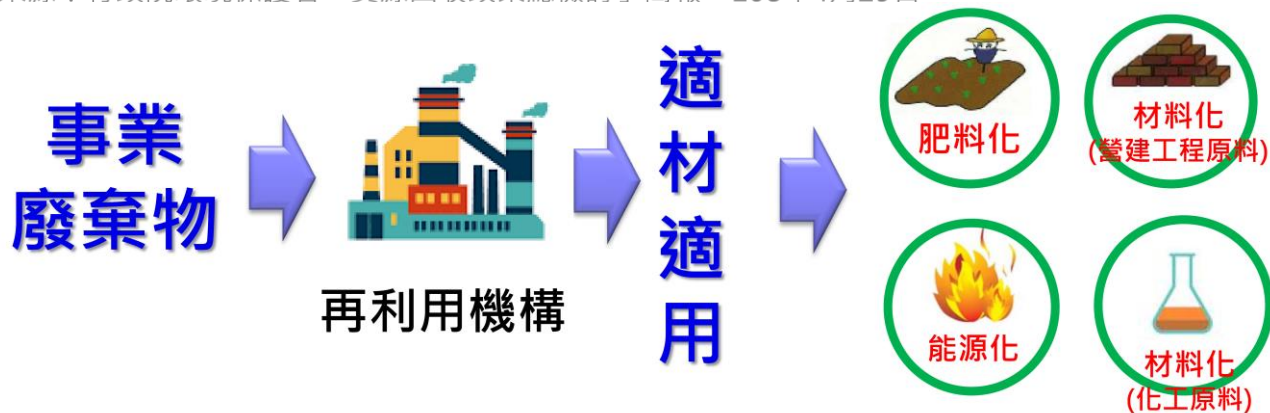 事業
廢棄物
再利用機構
適
材
適
用
肥料化
材料化
(營建工程原料)
能源化
材料化
(化工原料)